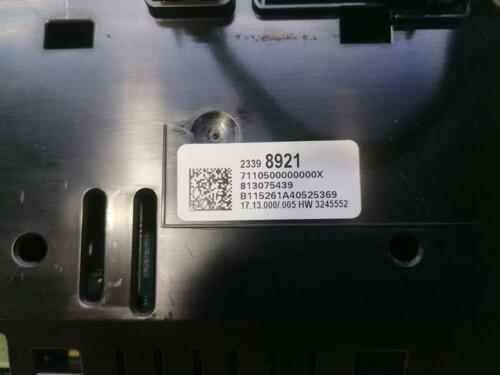 2339 8921
7110500000000X
813075439
B115261A40525369
17.13.000/.005 HW 3245552